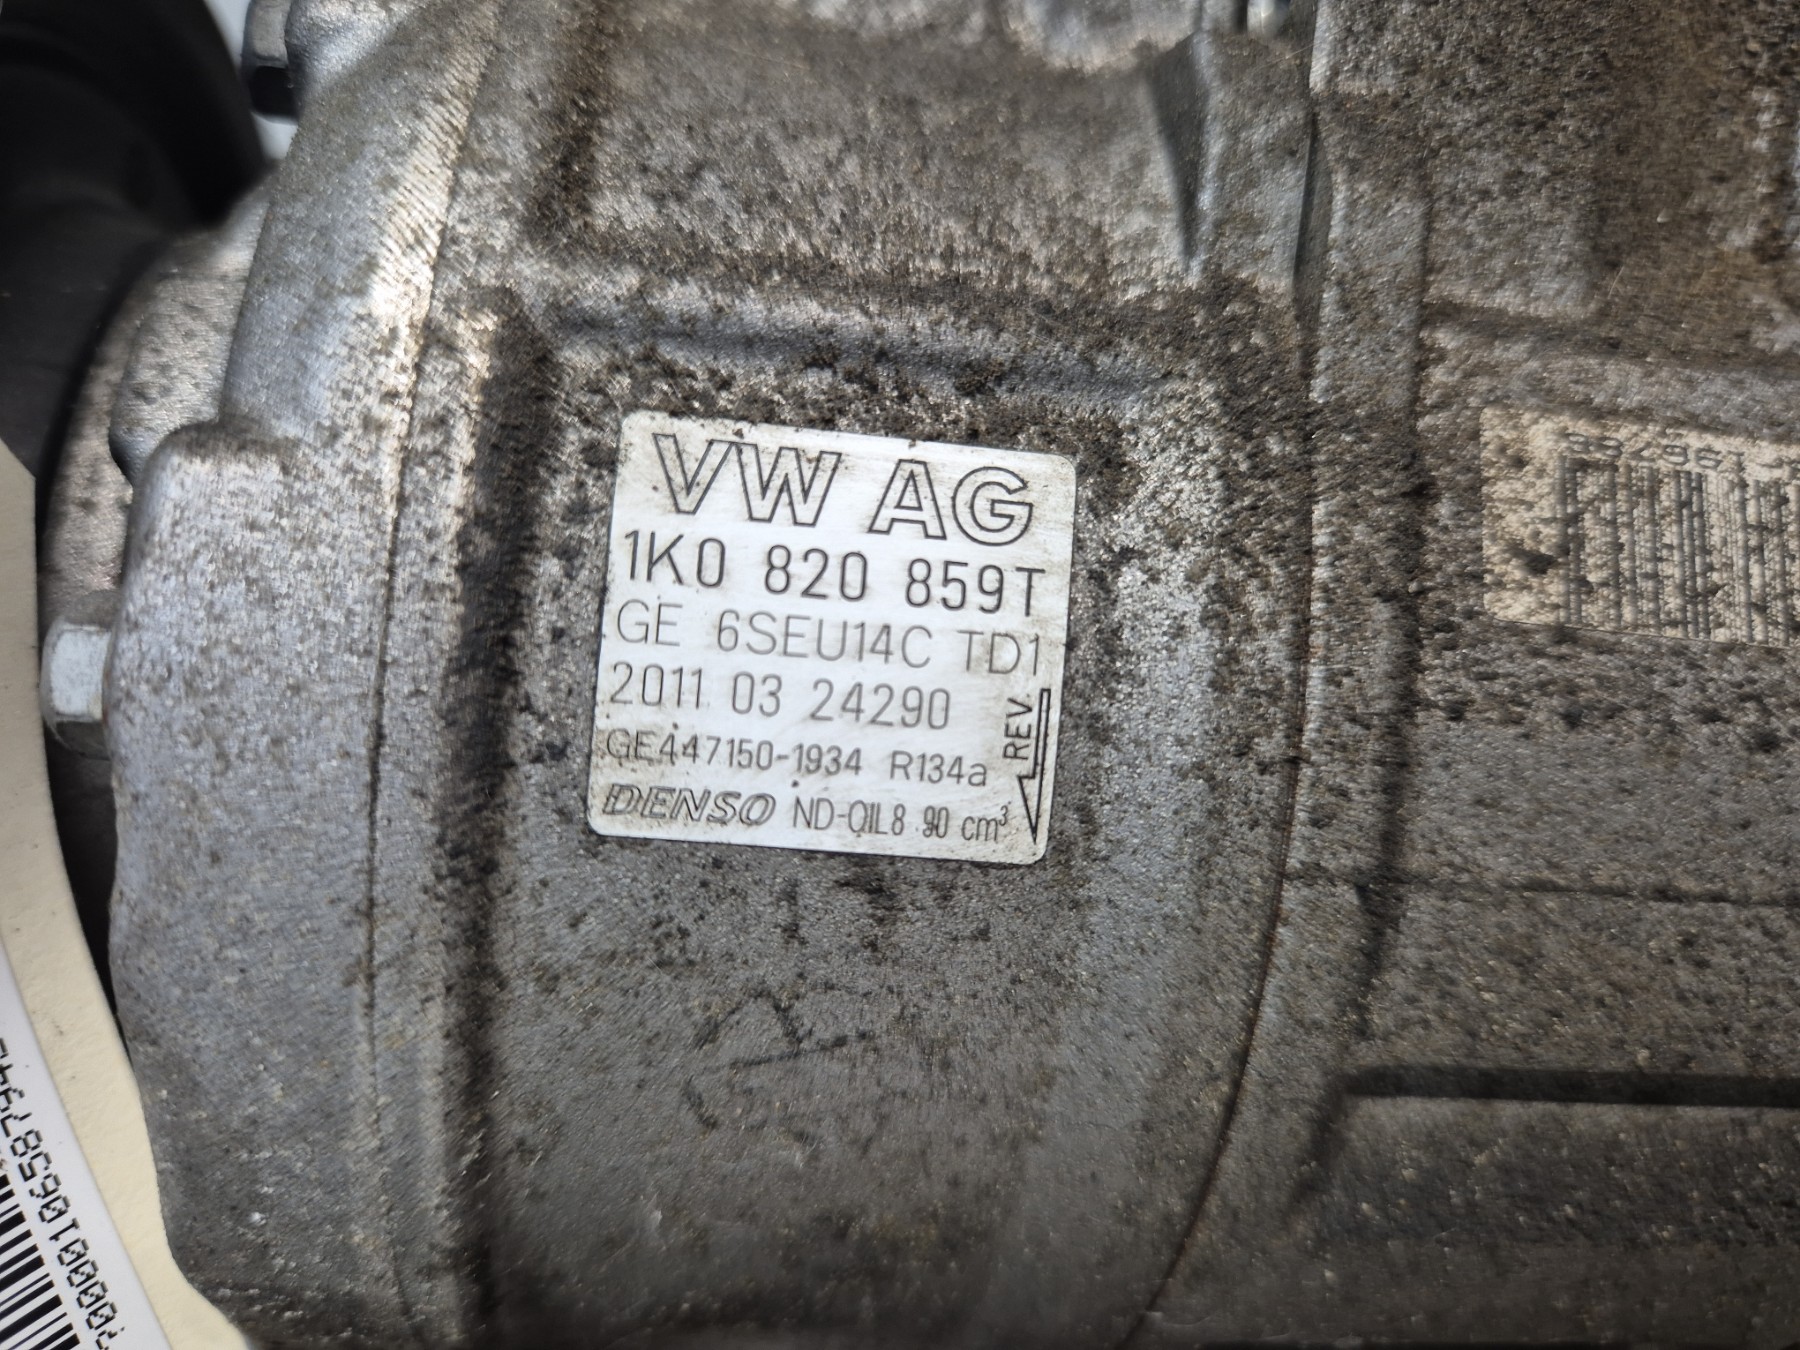 VW AG
1K0 820 859T
GE 6SEU14C TD1
2011 03 24290
GE447150-1934 R134a
DENSO ND-OIL8 90 cm³
REV